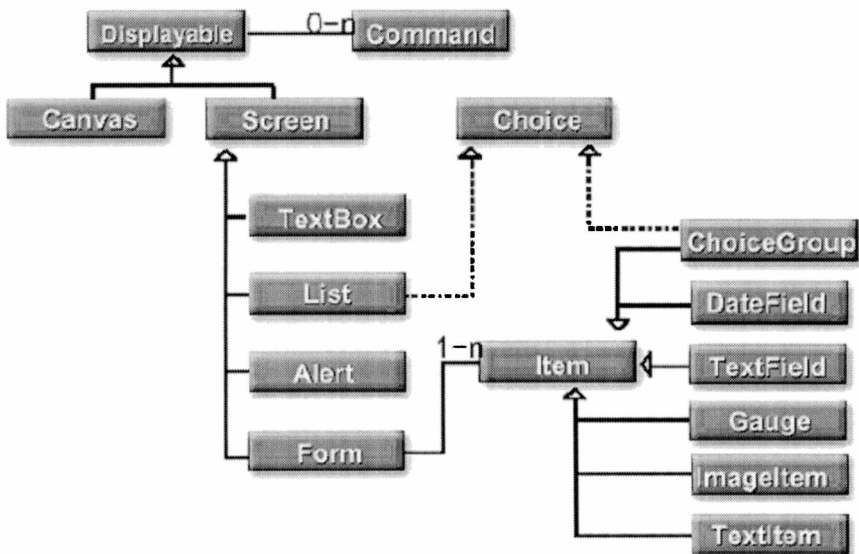 Displayable
0-n
Command
Canvas
Screen
Choice
TextBox
ChoiceGroup
List
DateField
1-n
Item
Alert
TextField
Gauge
Form
ImageItem
TextItem